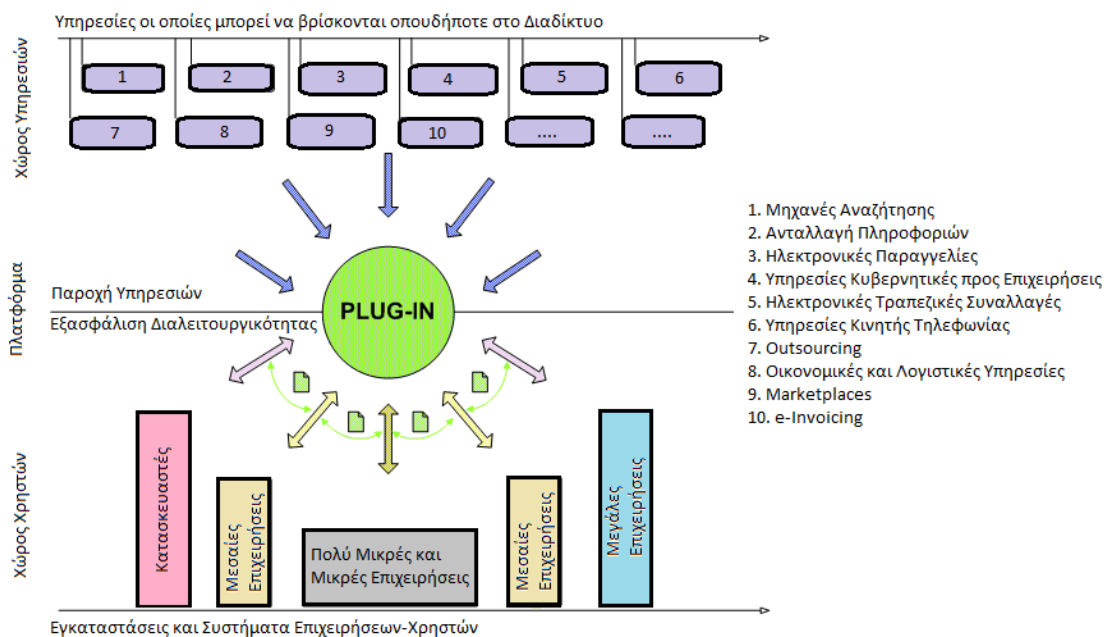 Υπηρεσίες οι οποίες μπορεί να βρίσκονται οπουδήποτε στο Διαδίκτυο
Χώρος Υπηρεσιών
1
2
3
4
5
6
7
8
9
10
....
....
Πλατφόρμα
Παροχή Υπηρεσιών
Εξασφάλιση Διαλειτουργικότητας
PLUG-IN
1. Μηχανές Αναζήτησης
2. Ανταλλαγή Πληροφοριών
3. Ηλεκτρονικές Παραγγελίες
4. Υπηρεσίες Κυβερνητικές προς Επιχειρήσεις
5. Ηλεκτρονικές Τραπεζικές Συναλλαγές
6. Υπηρεσίες Κινητής Τηλεφωνίας
7. Outsourcing
8. Οικονομικές και Λογιστικές Υπηρεσίες
9. Marketplaces
10. e-Invoicing
Χώρος Χρηστών
Κατασκευαστές
Μεσαίες
Επιχειρήσεις
Πολύ Μικρές και
Μικρές Επιχειρήσεις
Μεσαίες
Επιχειρήσεις
Μεγάλες
Επιχειρήσεις
Εγκαταστάσεις και Συστήματα Επιχειρήσεων-Χρηστών